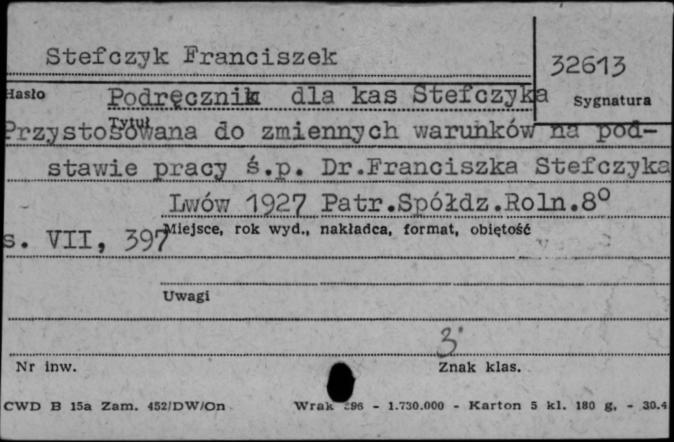 Stefczyk Franciszek
32613
Hasło
Podręcznik dla kas Stefczyka
Sygnatura
Tytuł
Przystosowana do zmiennych warunków na pod-
stawie pracy ś.p. Dr.Franciszka Stefczyka
Lwów 1927 Patr.Spółdz.Roln.8°
s. VII, 397
Miejsce, rok wyd., nakładca, format, objętość
Uwagi
3
Nr inw.
Znak klas.
CWD B 15a Zam. 452/DW/On
Wrak 296 - 1.730.000 - Karton 5 kl. 180 g. - 30.4